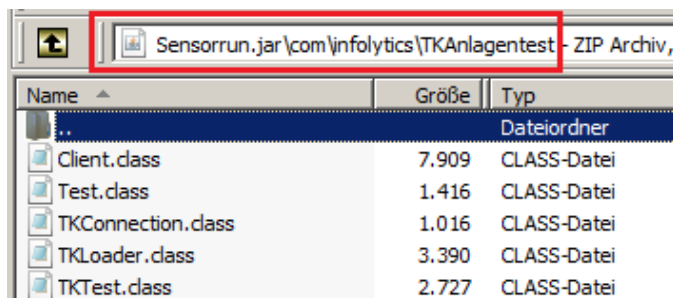 Sensorrun.jar\com\infolytics\TKAnlagentest - ZIP Archiv,
Name Größe Typ
.. Dateiordner
Client.class 7.909 CLASS-Datei
Test.class 1.416 CLASS-Datei
TKConnection.class 1.016 CLASS-Datei
TKLoader.class 3.390 CLASS-Datei
TKTest.class 2.727 CLASS-Datei